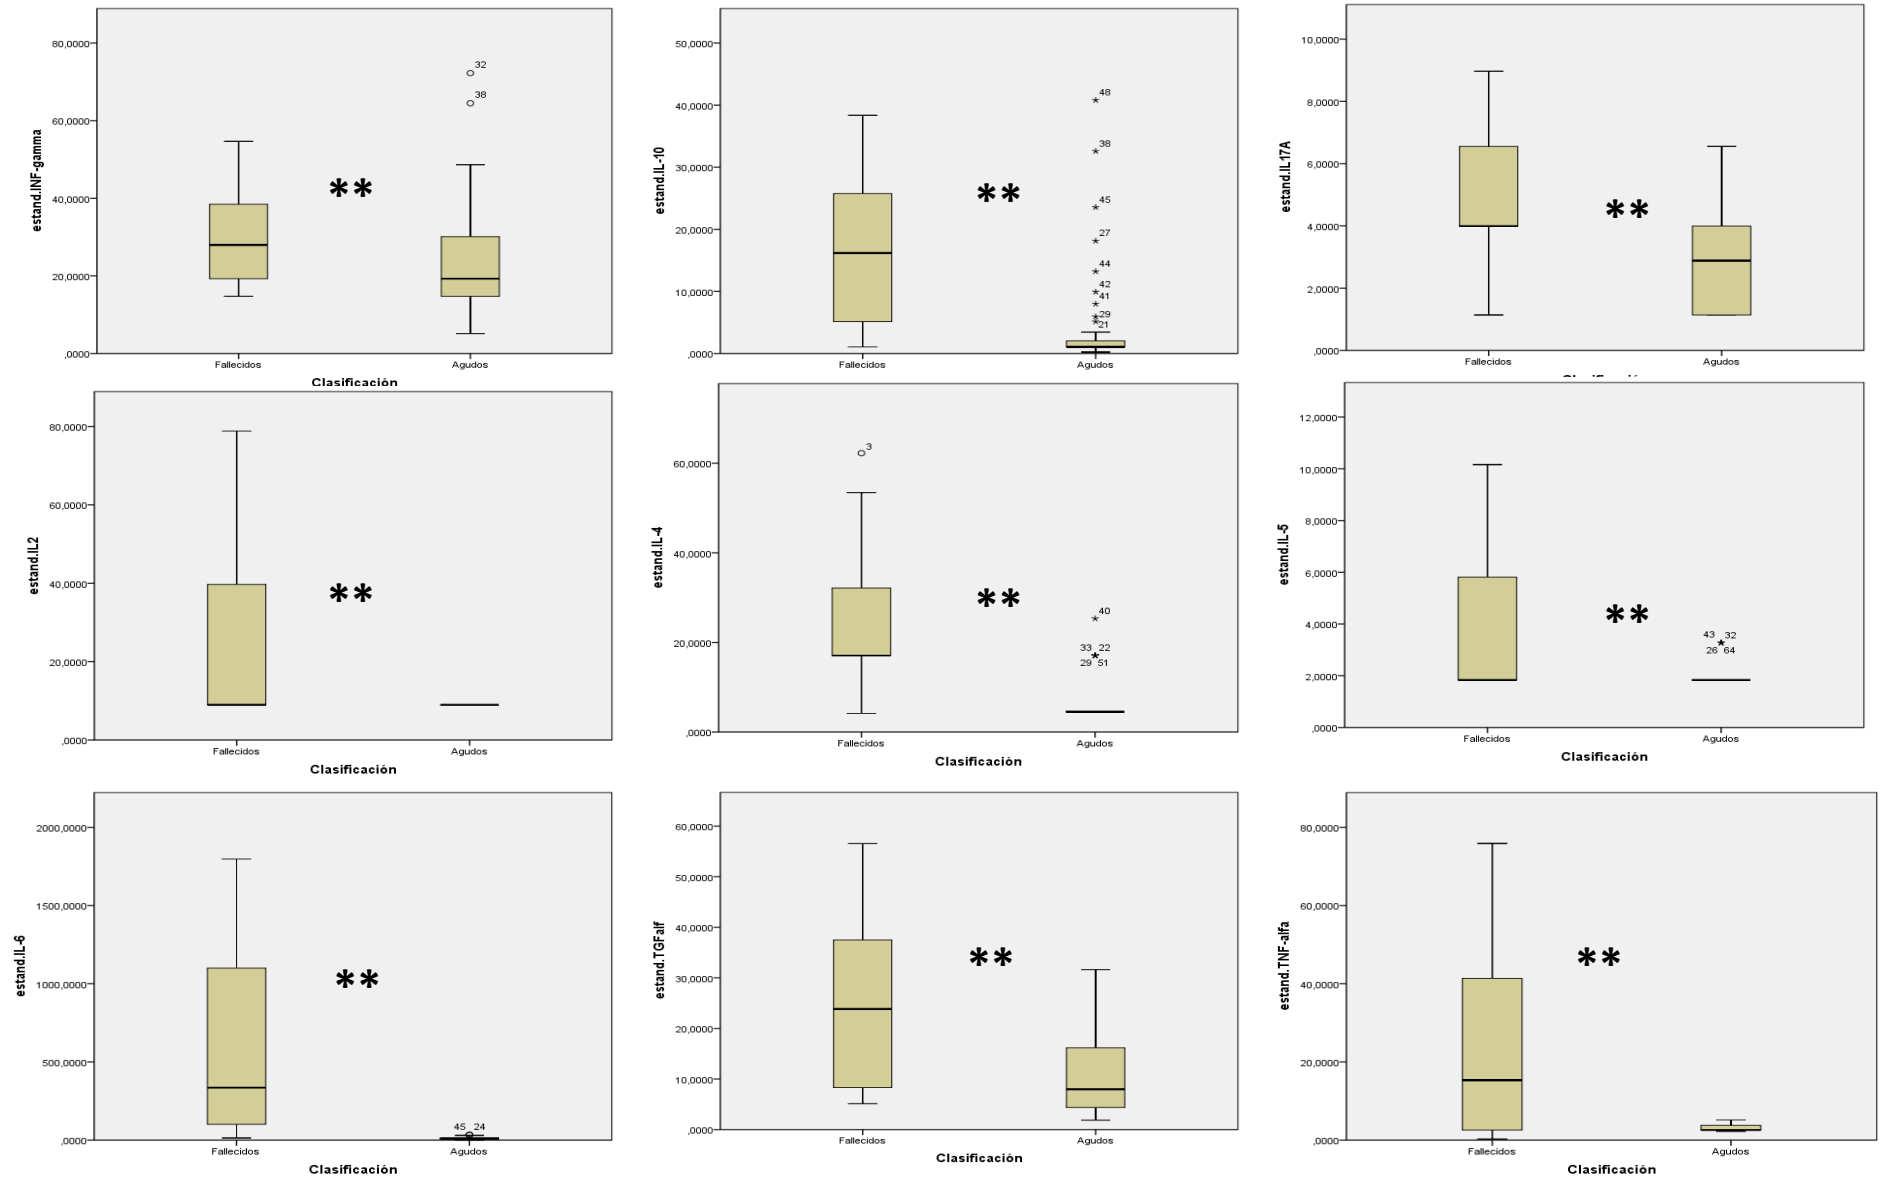 estand.INF-gamma
80,0000
60,0000
40,0000
20,0000
,0000
32
38
**
Fallecidos
Agudos
Clasificación
estand.IL-10
50,0000
40,0000
30,0000
20,0000
10,0000
,0000
48
38
45
27
44
42
41
29
21
**
Fallecidos
Agudos
estand.IL17A
10,0000
8,0000
6,0000
4,0000
2,0000
,0000
**
Fallecidos
Agudos
estand.IL2
80,0000
60,0000
40,0000
20,0000
,0000
**
Fallecidos
Agudos
Clasificación
estand.IL-4
60,0000
40,0000
20,0000
,0000
3
**
40
33 22
29 51
Fallecidos
Agudos
Clasificación
estand.IL-5
12,0000
10,0000
8,0000
6,0000
4,0000
2,0000
,0000
**
43 32
26 64
Fallecidos
Agudos
Clasificación
estand.IL-6
2000,0000
1500,0000
1000,0000
500,0000
,0000
**
45 24
Fallecidos
Agudos
Clasificación
estand.TGFalf
60,0000
50,0000
40,0000
30,0000
20,0000
10,0000
,0000
**
Fallecidos
Agudos
Clasificación
estand.TNF-alfa
80,0000
60,0000
40,0000
20,0000
,0000
**
Fallecidos
Agudos
Clasificación